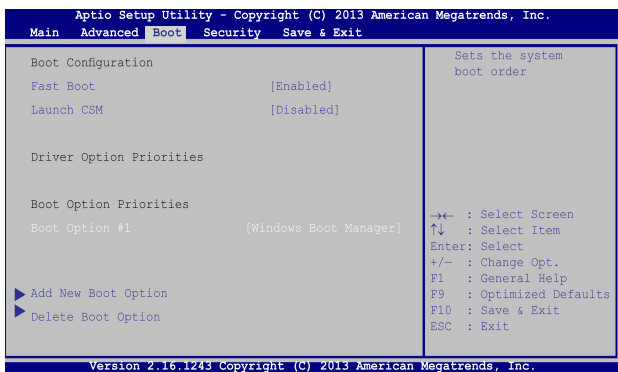 Aptio Setup Utility - Copyright (C) 2013 American Megatrends, Inc.
Main Advanced Boot Security Save & Exit
Boot Configuration
Fast Boot [Enabled]
Launch CSM [Disabled]
Driver Option Priorities
Boot Option Priorities
Boot Option #1 [Windows Boot Manager]
Add New Boot Option
Delete Boot Option
Sets the system
boot order
→← : Select Screen
↑↓ : Select Item
Enter: Select
+/— : Change Opt.
F1 : General Help
F9 : Optimized Defaults
F10 : Save & Exit
ESC : Exit
Version 2.16.1243 Copyright (C) 2013 American Megatrends, Inc.